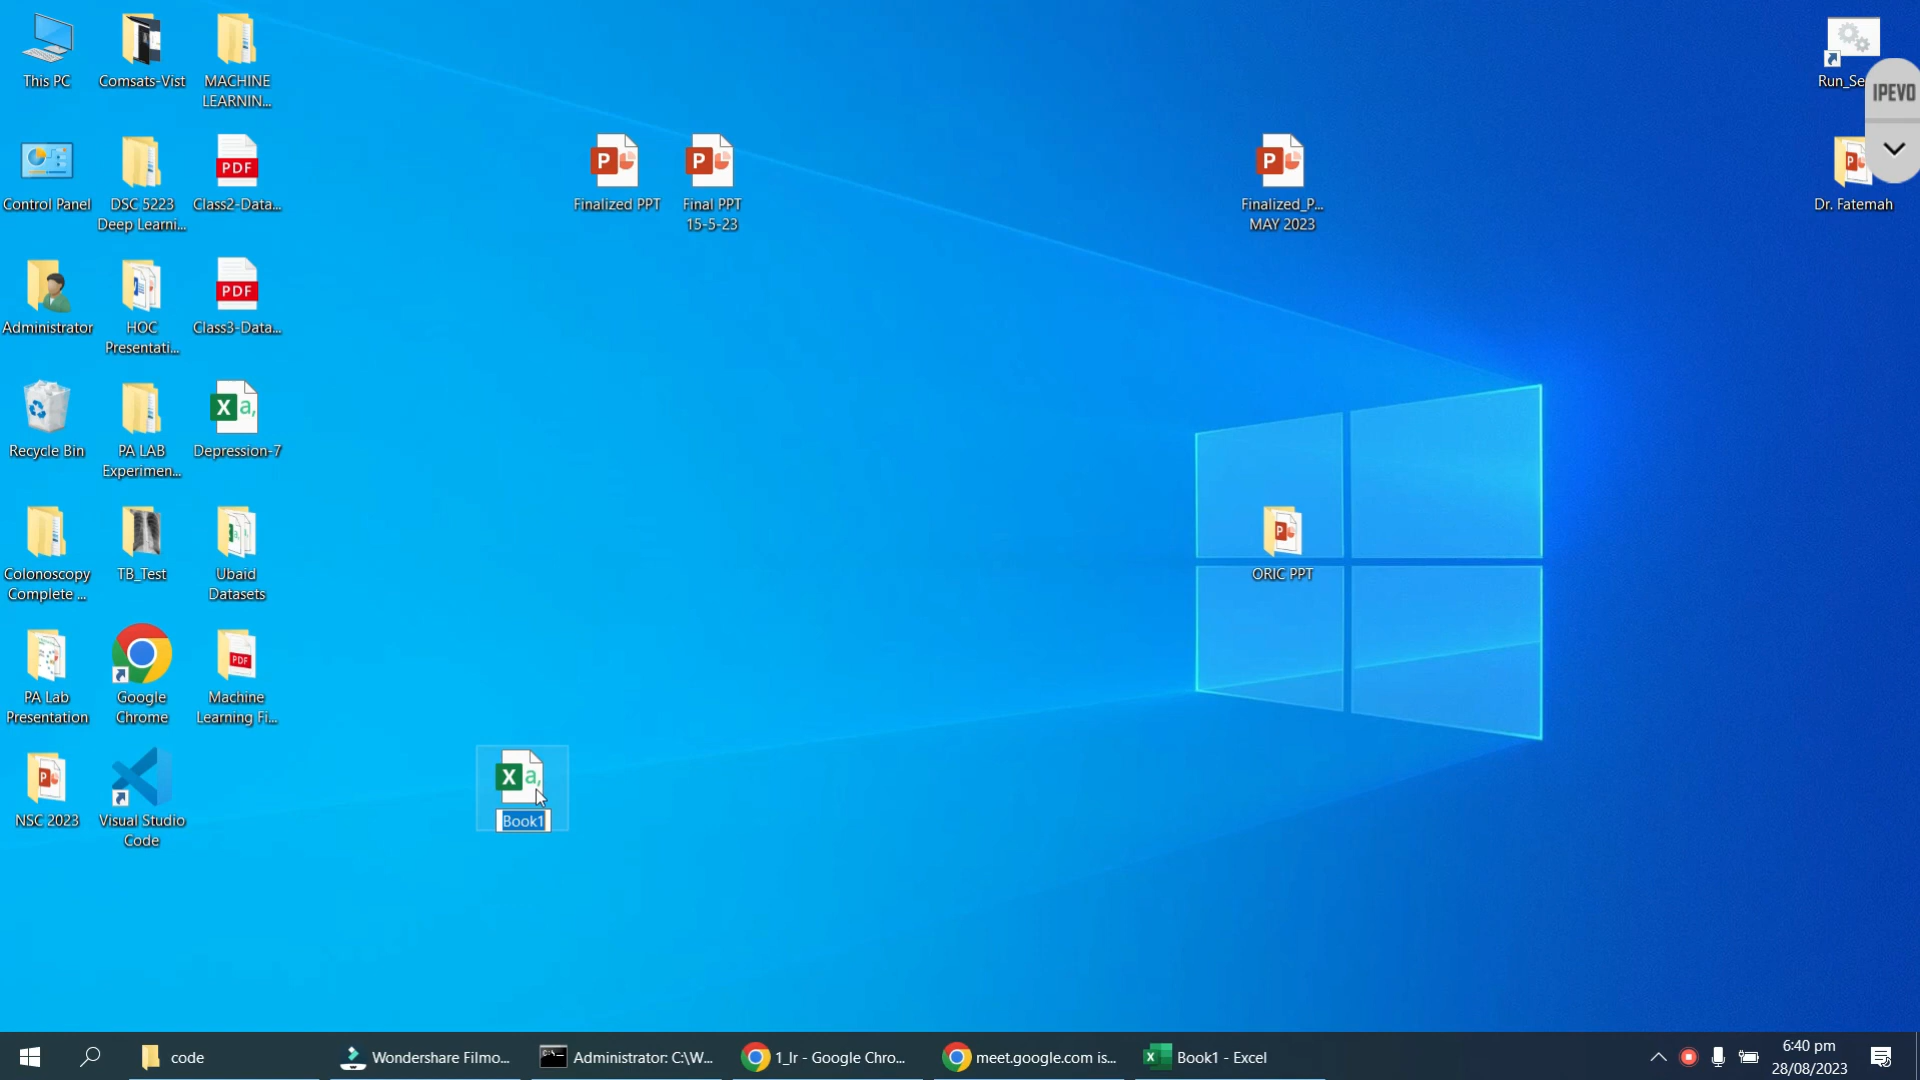 This PC
Comsats-Vist
MACHINE
LEARNIN...
Run_Se
IPEVO
Control Panel
DSC 5223
Deep Learni...
PDF
Class2-Data...
Finalized PPT
Final PPT
15-5-23
Finalized_P...
MAY 2023
Dr. Fatemah
Administrator
HOC
Presentati...
PDF
Class3-Data...
Recycle Bin
PA LAB
Experimen...
Depression-7
Colonoscopy
Complete ...
TB_Test
Ubaid
Datasets
ORIC PPT
PA Lab
Presentation
Google
Chrome
PDF
Machine
Learning Fi...
NSC 2023
Visual Studio
Code
Book1
code
Wondershare Filmo...
Administrator: C:\W...
1_lr - Google Chro...
meet.google.com is...
Book1 - Excel
6:40 pm
28/08/2023